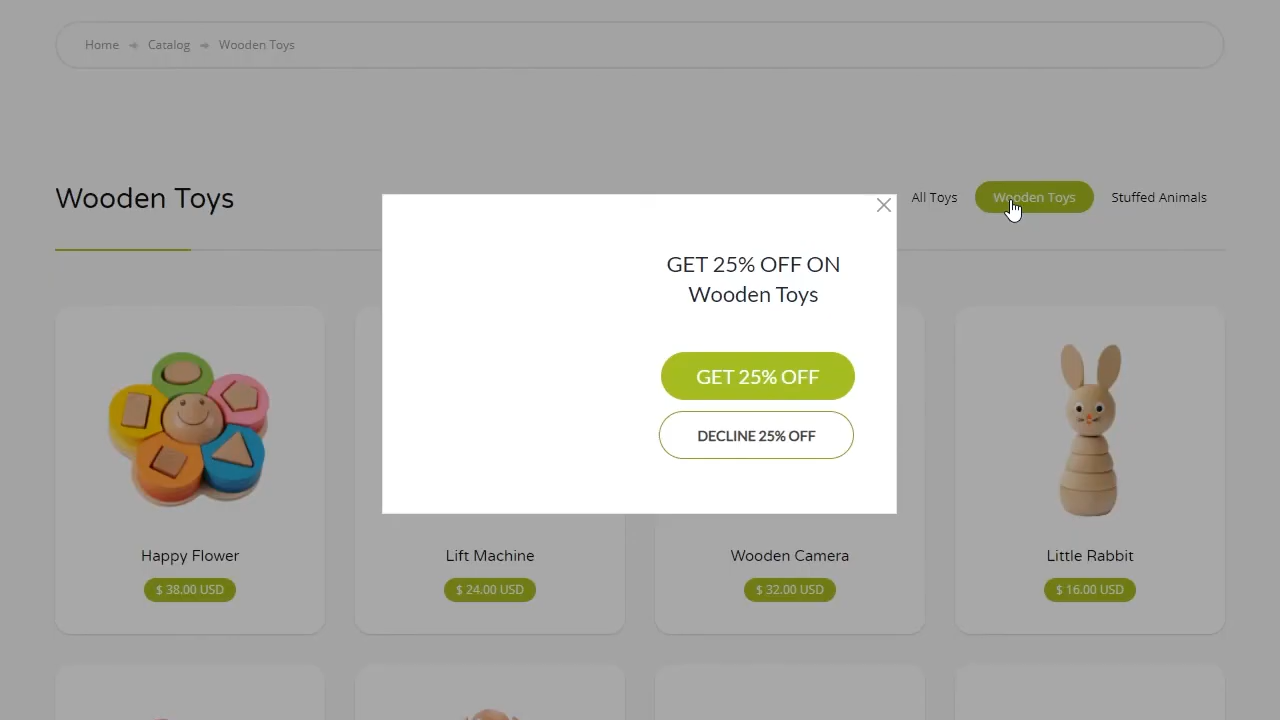 Home Catalog Wooden Toys
Wooden Toys
All Toys Wooden Toys Stuffed Animals
GET 25% OFF ON
Wooden Toys
GET 25% OFF
DECLINE 25% OFF
Happy Flower
$ 38.00 USD
Lift Machine
$ 24.00 USD
Wooden Camera
$ 32.00 USD
Little Rabbit
$ 16.00 USD